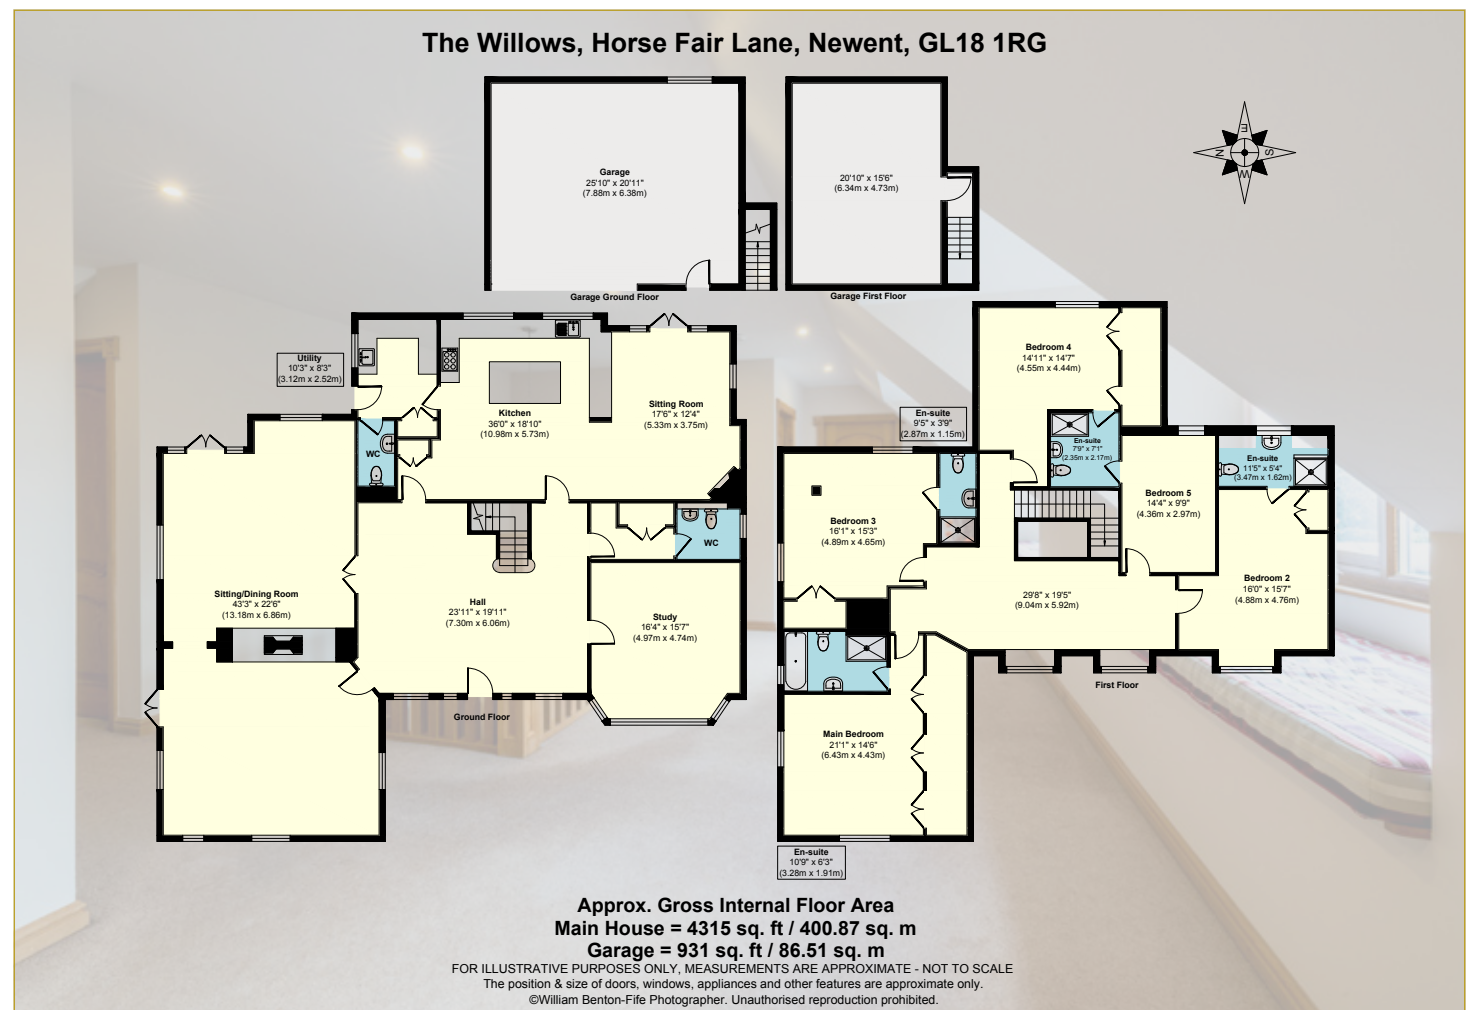 The Willows, Horse Fair Lane, Newent, GL18 1RG
Garage
25'10" x 20'11"
(7.88m x 6.38m)
Garage Ground Floor
20'10" x 15'6"
(6.34m x 4.73m)
Garage First Floor
E
N
S
W
Utility
10'3" x 8'3"
(3.12m x 2.52m)
Kitchen
36'0" x 18'10"
(10.98m x 5.73m)
Sitting Room
17'6" x 12'4"
(5.33m x 3.75m)
WC
WC
Sitting/Dining Room
43'3" x 22'6"
(13.18m x 6.86m)
Hall
23'11" x 19'11"
(7.30m x 6.06m)
Study
16'4" x 15'7"
(4.97m x 4.74m)
Ground Floor
Bedroom 4
14'11" x 14'7"
(4.55m x 4.44m)
En-suite
9'5" x 3'9"
(2.87m x 1.15m)
En-suite
7'9" x 7'1"
(2.35m x 2.17m)
En-suite
11'5" x 5'4"
(3.47m x 1.62m)
Bedroom 5
14'4" x 9'9"
(4.36m x 2.97m)
Bedroom 3
16'1" x 15'3"
(4.89m x 4.65m)
Bedroom 2
16'0" x 15'7"
(4.88m x 4.76m)
29'8" x 19'5"
(9.04m x 5.92m)
First Floor
Main Bedroom
21'1" x 14'6"
(6.43m x 4.43m)
En-suite
10'9" x 6'3"
(3.28m x 1.91m)
Approx. Gross Internal Floor Area
Main House = 4315 sq. ft / 400.87 sq. m
Garage = 931 sq. ft / 86.51 sq. m
FOR ILLUSTRATIVE PURPOSES ONLY, MEASUREMENTS ARE APPROXIMATE - NOT TO SCALE
The position & size of doors, windows, appliances and other features are approximate only.
©William Benton-Fife Photographer. Unauthorised reproduction prohibited.